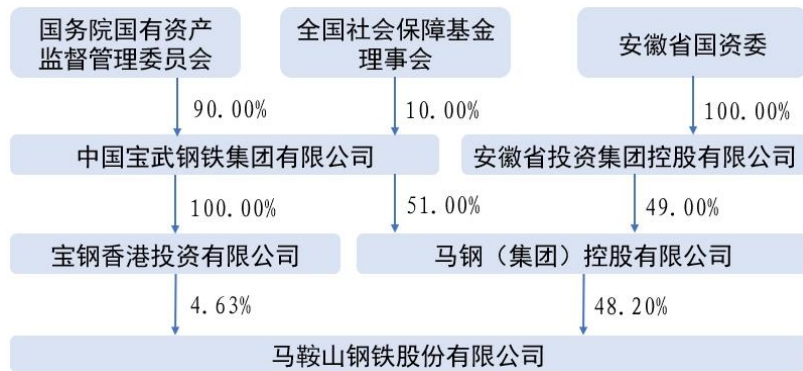 国务院国有资产
监督管理委员会
全国社会保障基金
理事会
安徽省国资委
90.00%
10.00%
100.00%
中国宝武钢铁集团有限公司
安徽省投资集团控股有限公司
100.00%
51.00%
49.00%
宝钢香港投资有限公司
马钢（集团）控股有限公司
4.63%
48.20%
马鞍山钢铁股份有限公司